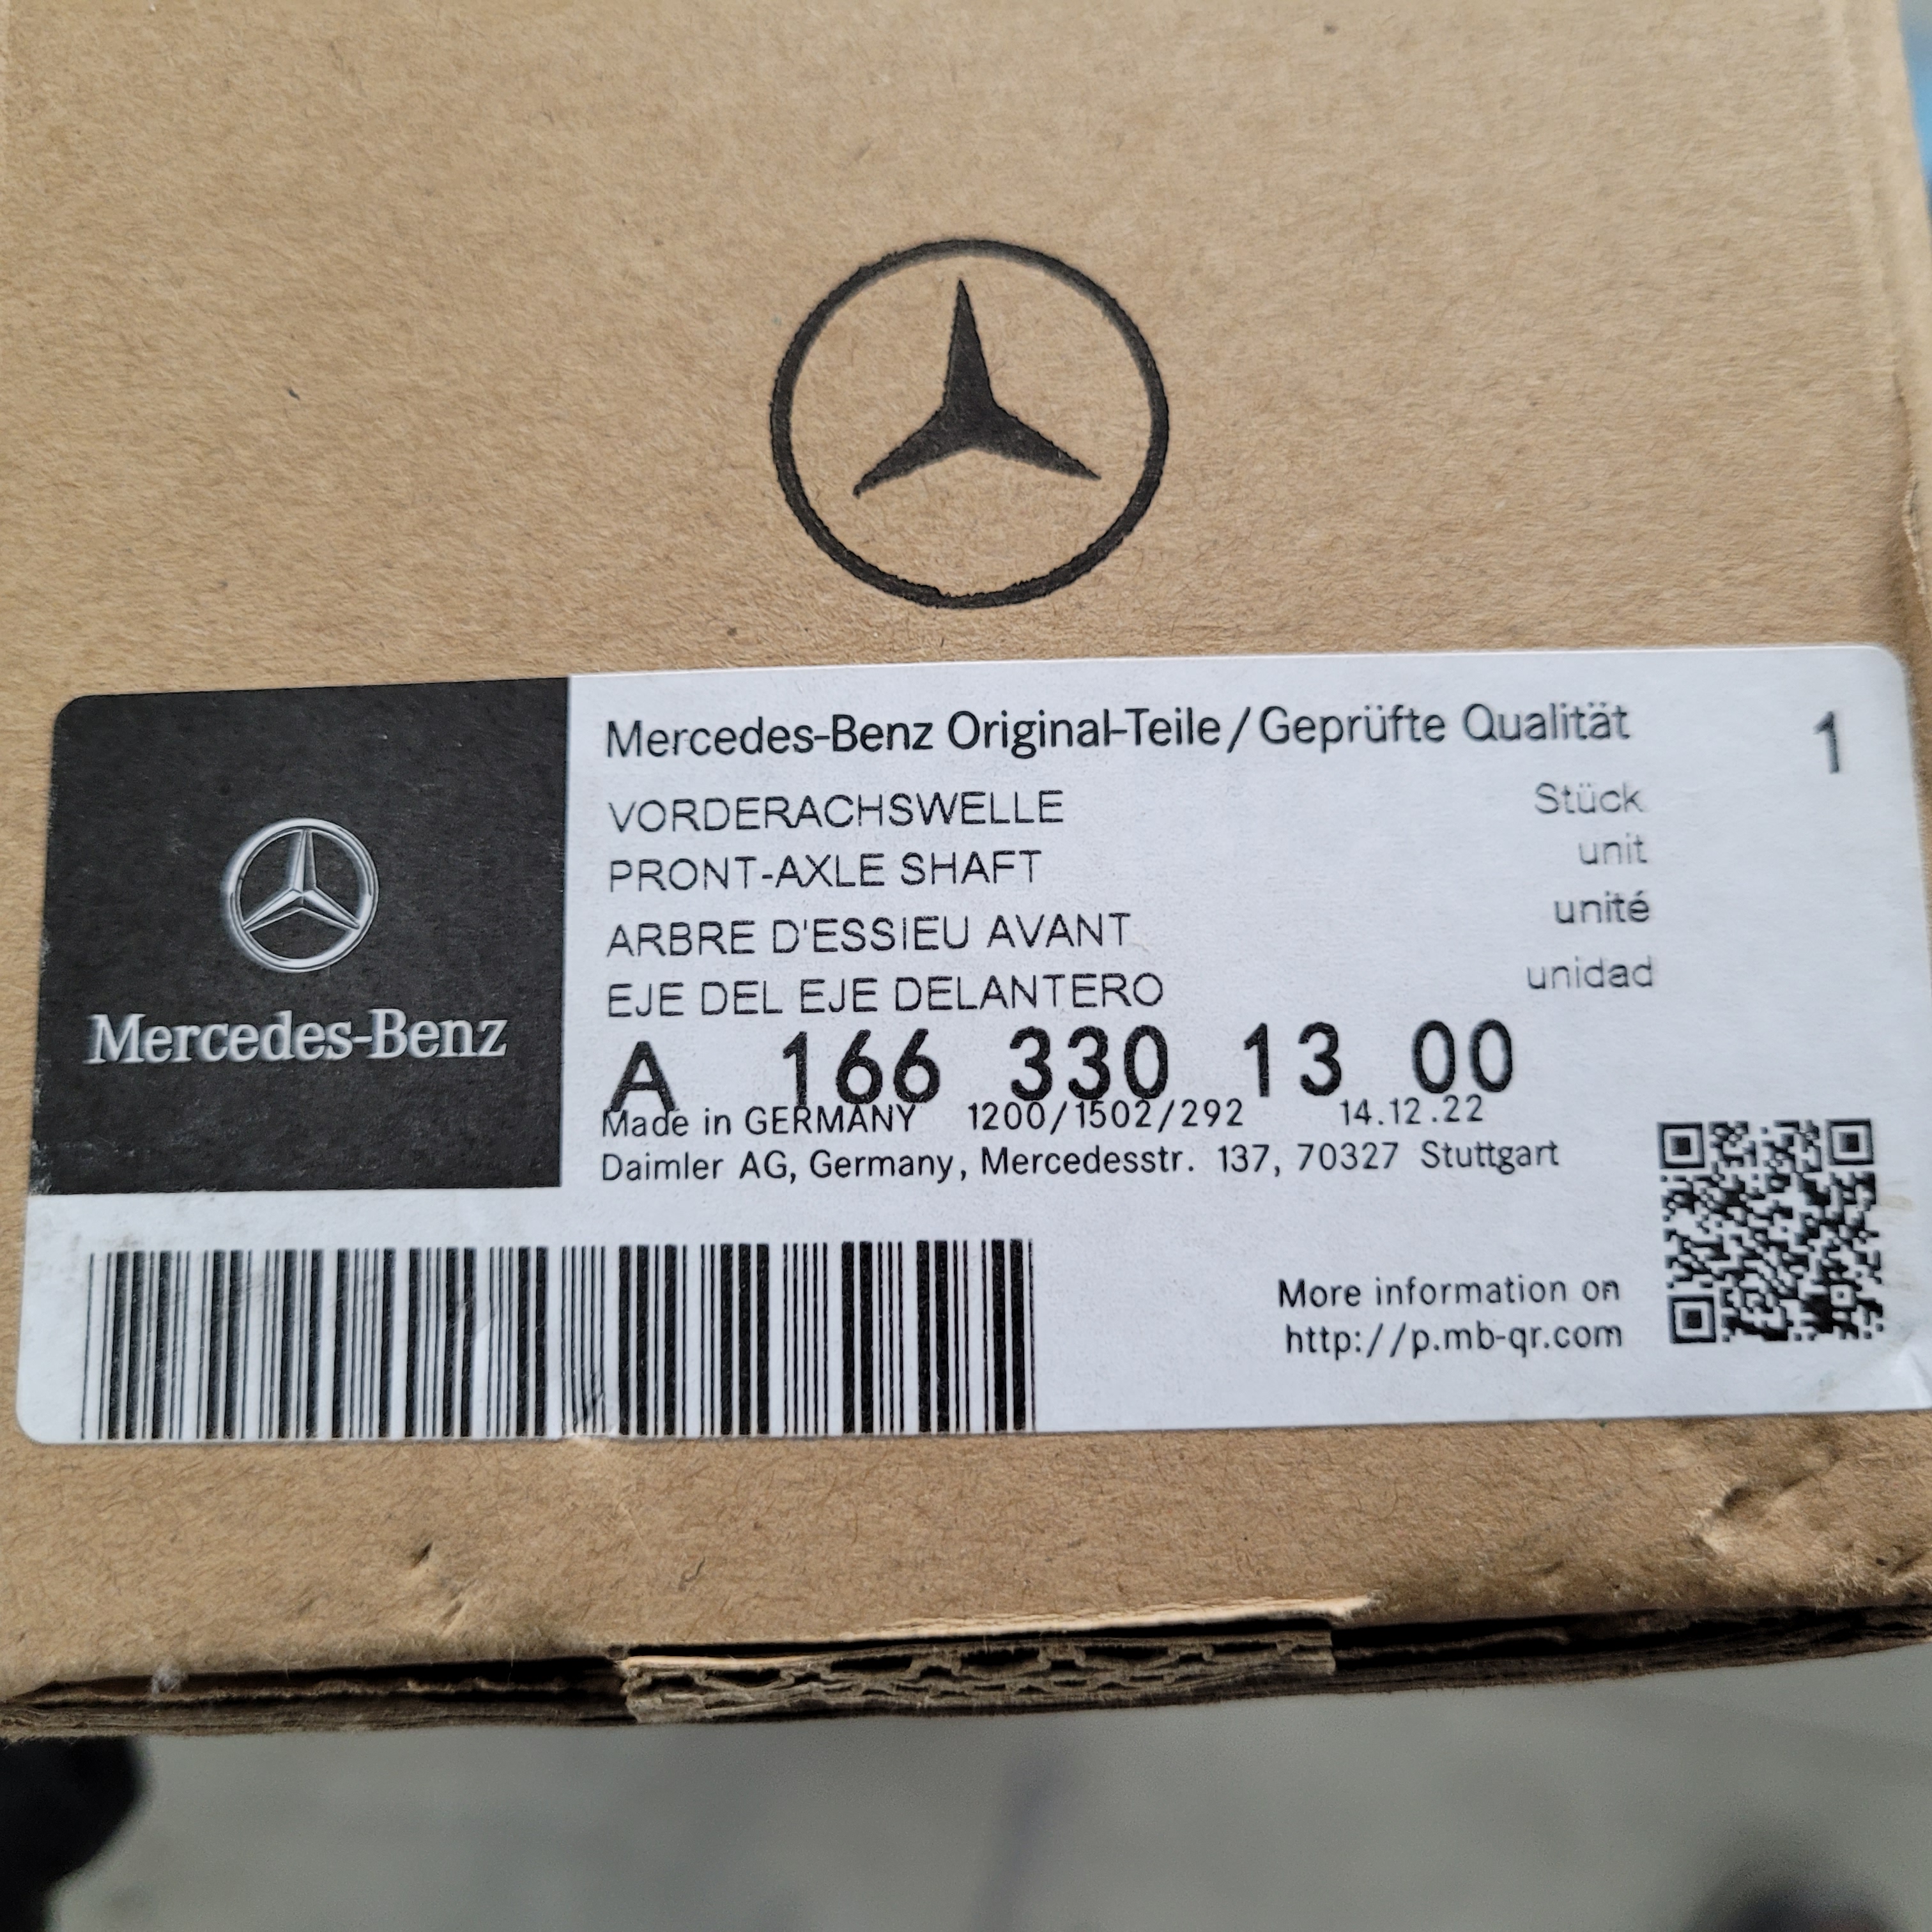 Mercedes-Benz Original-Teile/Geprüfte Qualität 1
VORDERACHSWELLE Stück
PRONT-AXLE SHAFT unit
ARBRE D'ESSIEU AVANT unité
EJE DEL EJE DELANTERO unidad
Mercedes-Benz
A 166 330 13 00
Made in GERMANY 1200/1502/292 14.12.22
Daimler AG, Germany, Mercedesstr. 137, 70327 Stuttgart
More information on
http://p.mb-qr.com